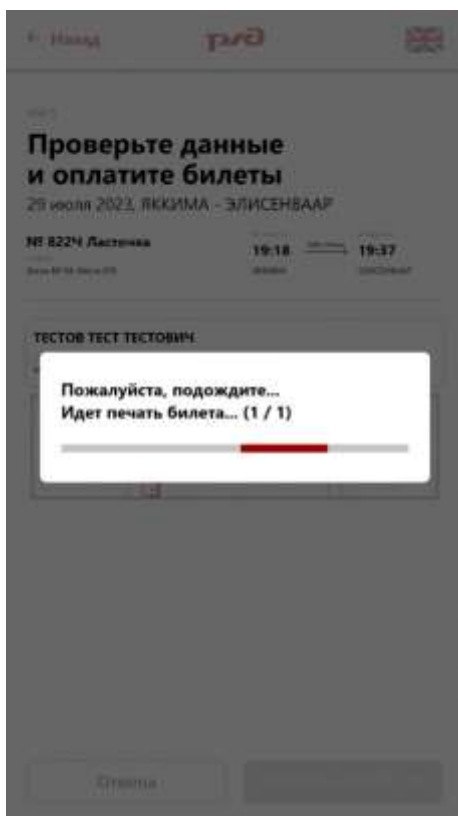 ← Назад
РЖД
Проверьте данные
и оплатите билеты
29 июля 2023, ЯККИМА - ЭЛИСЕНВААР
№ 822Ч Ласточка
19:18
19:37
ТЕСТОВ ТЕСТ ТЕСТОВИЧ
Пожалуйста, подождите...
Идет печать билета... (1 / 1)
Отмена